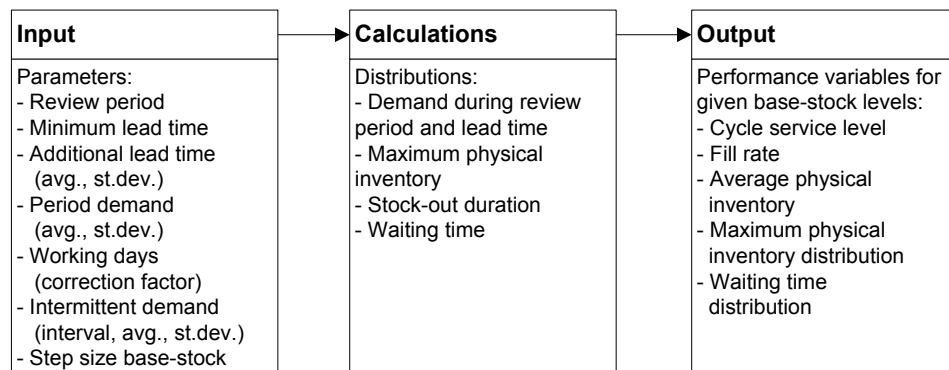 Input
Parameters:
- Review period
- Minimum lead time
- Additional lead time
(avg., st.dev.)
- Period demand
(avg., st.dev.)
- Working days
(correction factor)
- Intermittent demand
(interval, avg., st.dev.)
- Step size base-stock
Calculations
Distributions:
- Demand during review
period and lead time
- Maximum physical
inventory
- Stock-out duration
- Waiting time
Output
Performance variables for
given base-stock levels:
- Cycle service level
- Fill rate
- Average physical
inventory
- Maximum physical
inventory distribution
- Waiting time
distribution